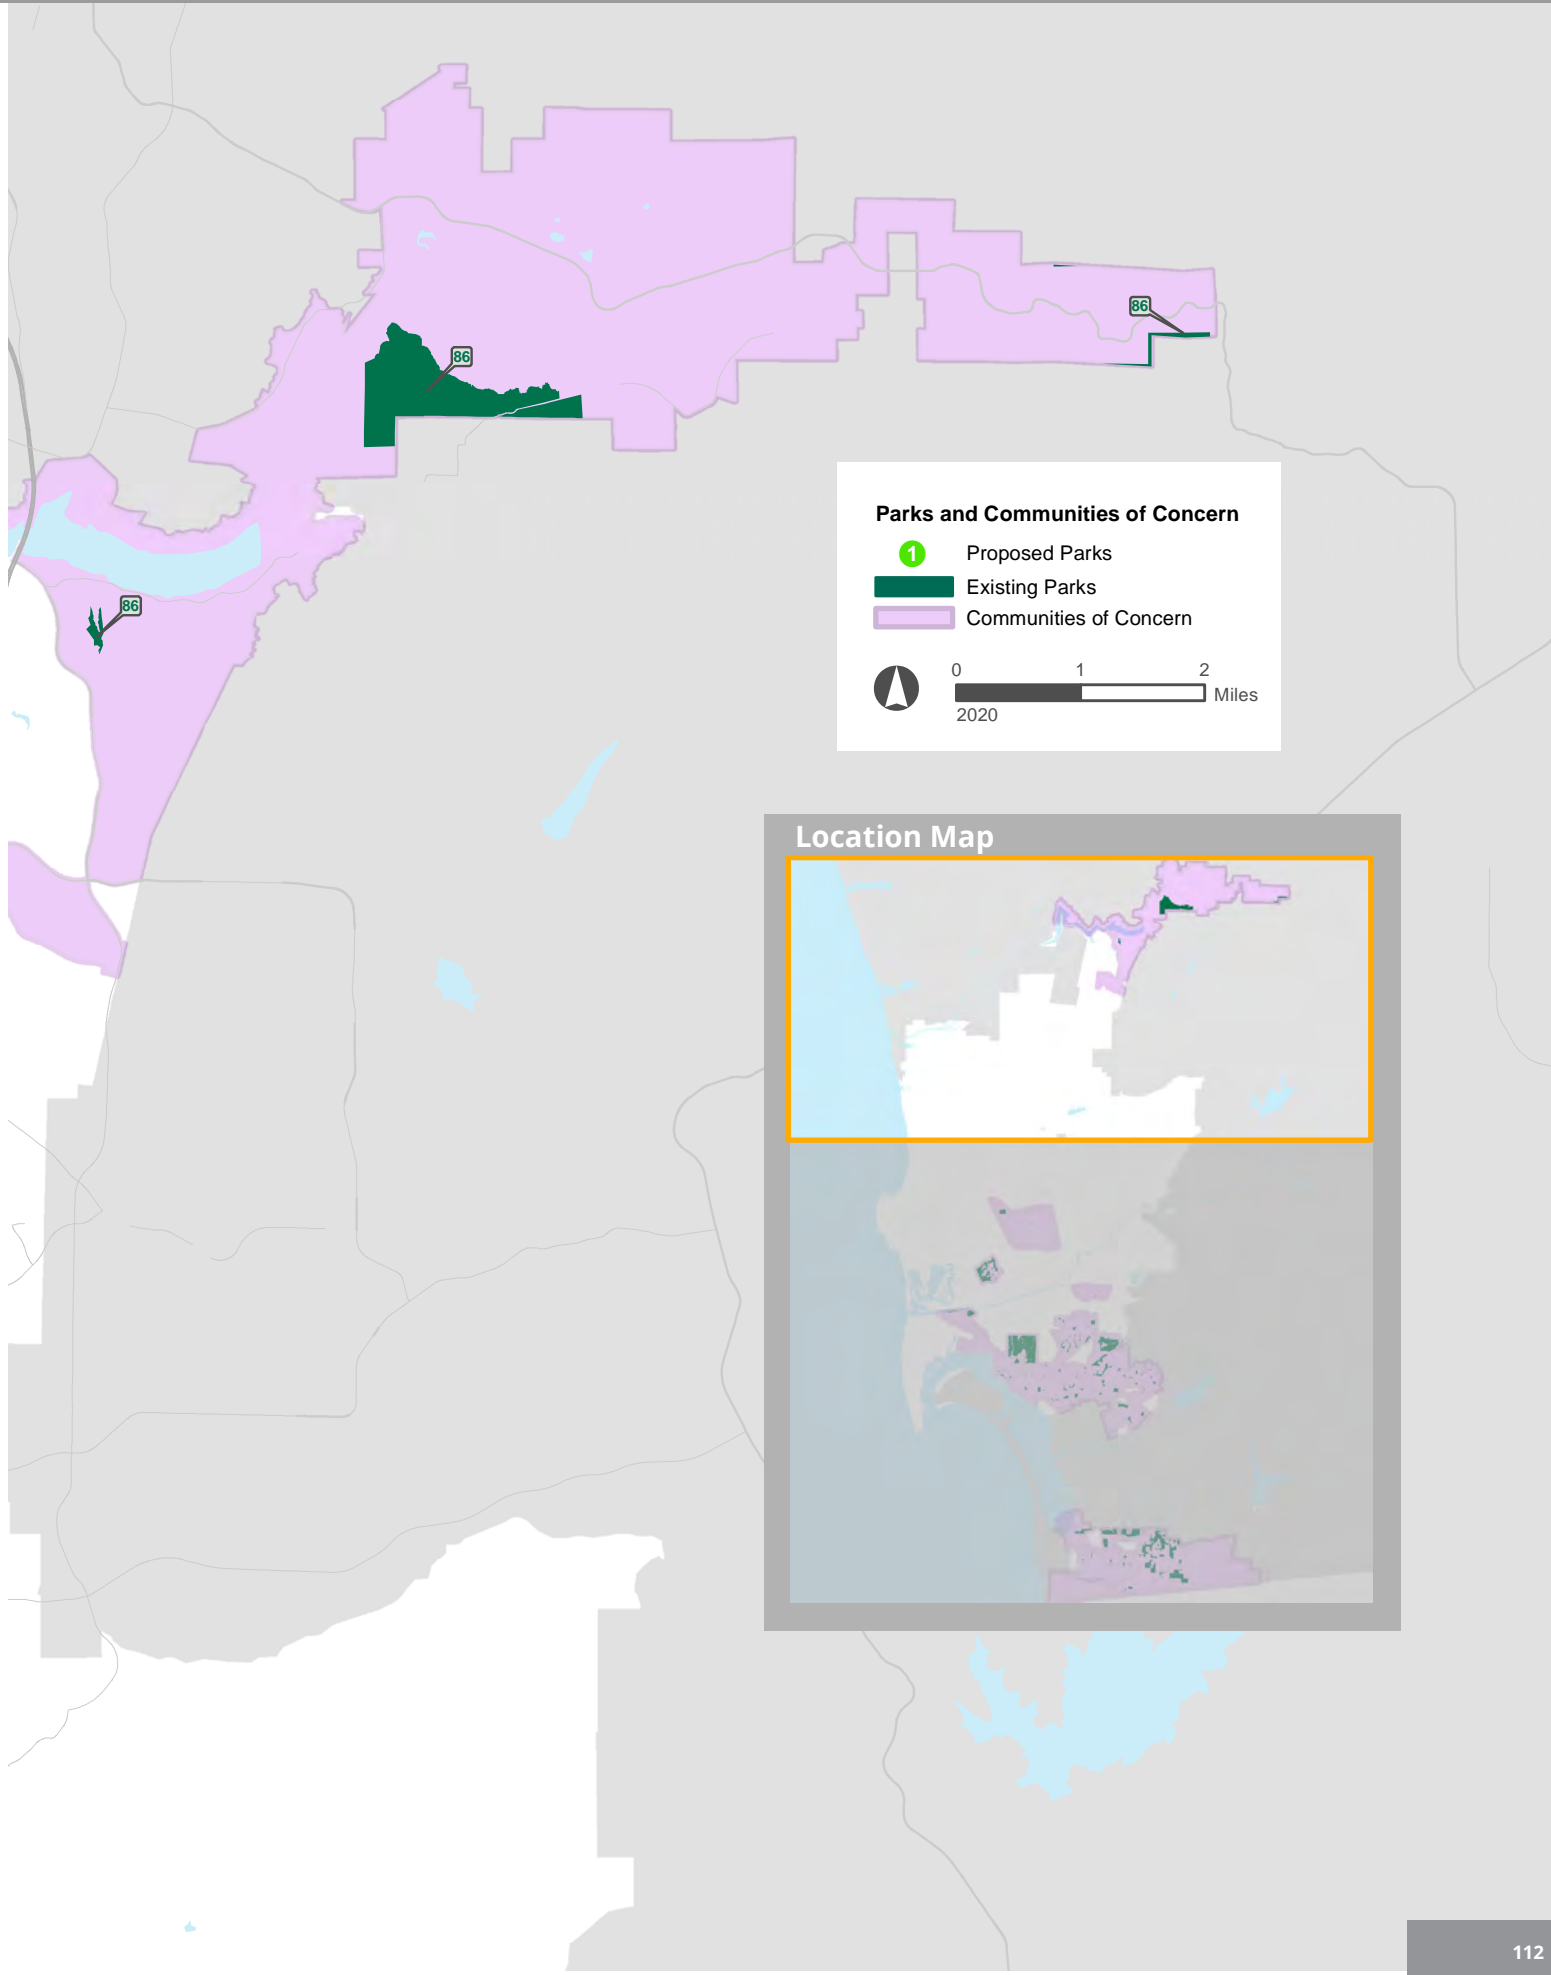 86
86
86
Parks and Communities of Concern
1 Proposed Parks
Existing Parks
Communities of Concern
0 1 2
Miles
2020
Location Map
112